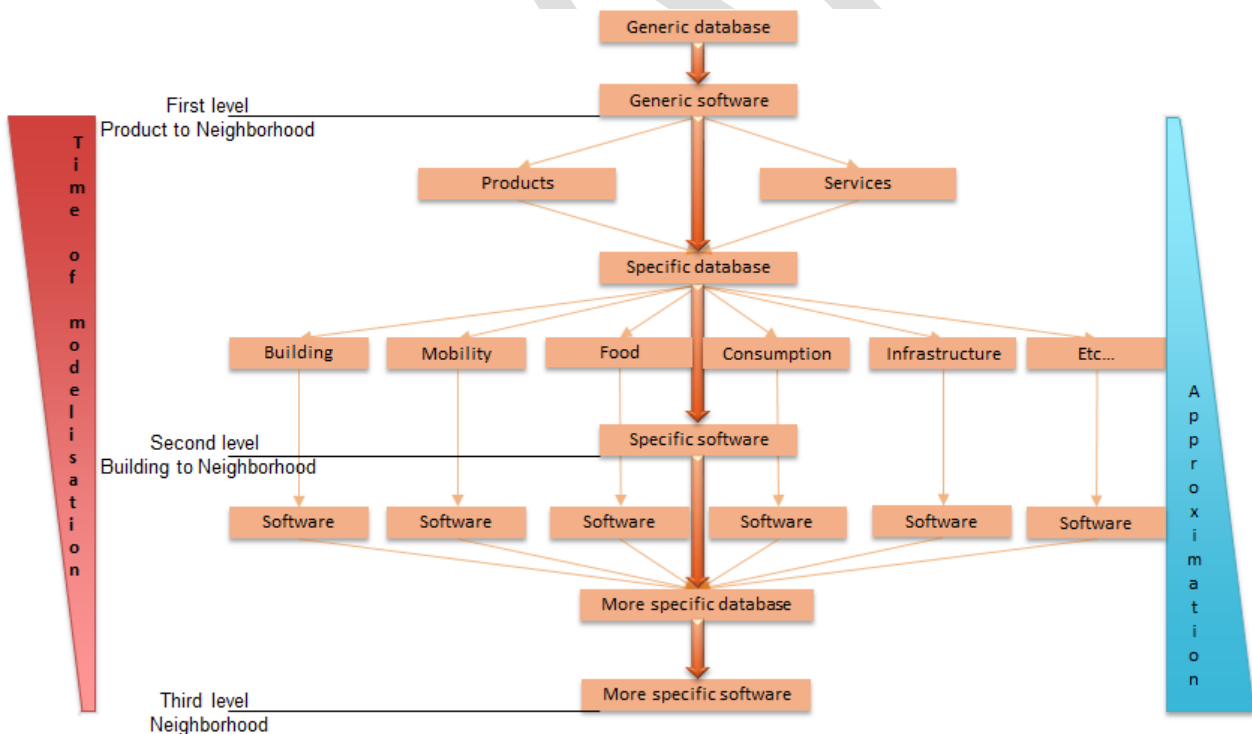 Generic database
First level
Product to Neighborhood
Generic software
Time of modelisation
Products
Services
Specific database
Building
Mobility
Food
Consumption
Infrastructure
Etc...
Approximation
Second level
Building to Neighborhood
Specific software
Software
Software
Software
Software
Software
Software
More specific database
Third level
Neighborhood
More specific software